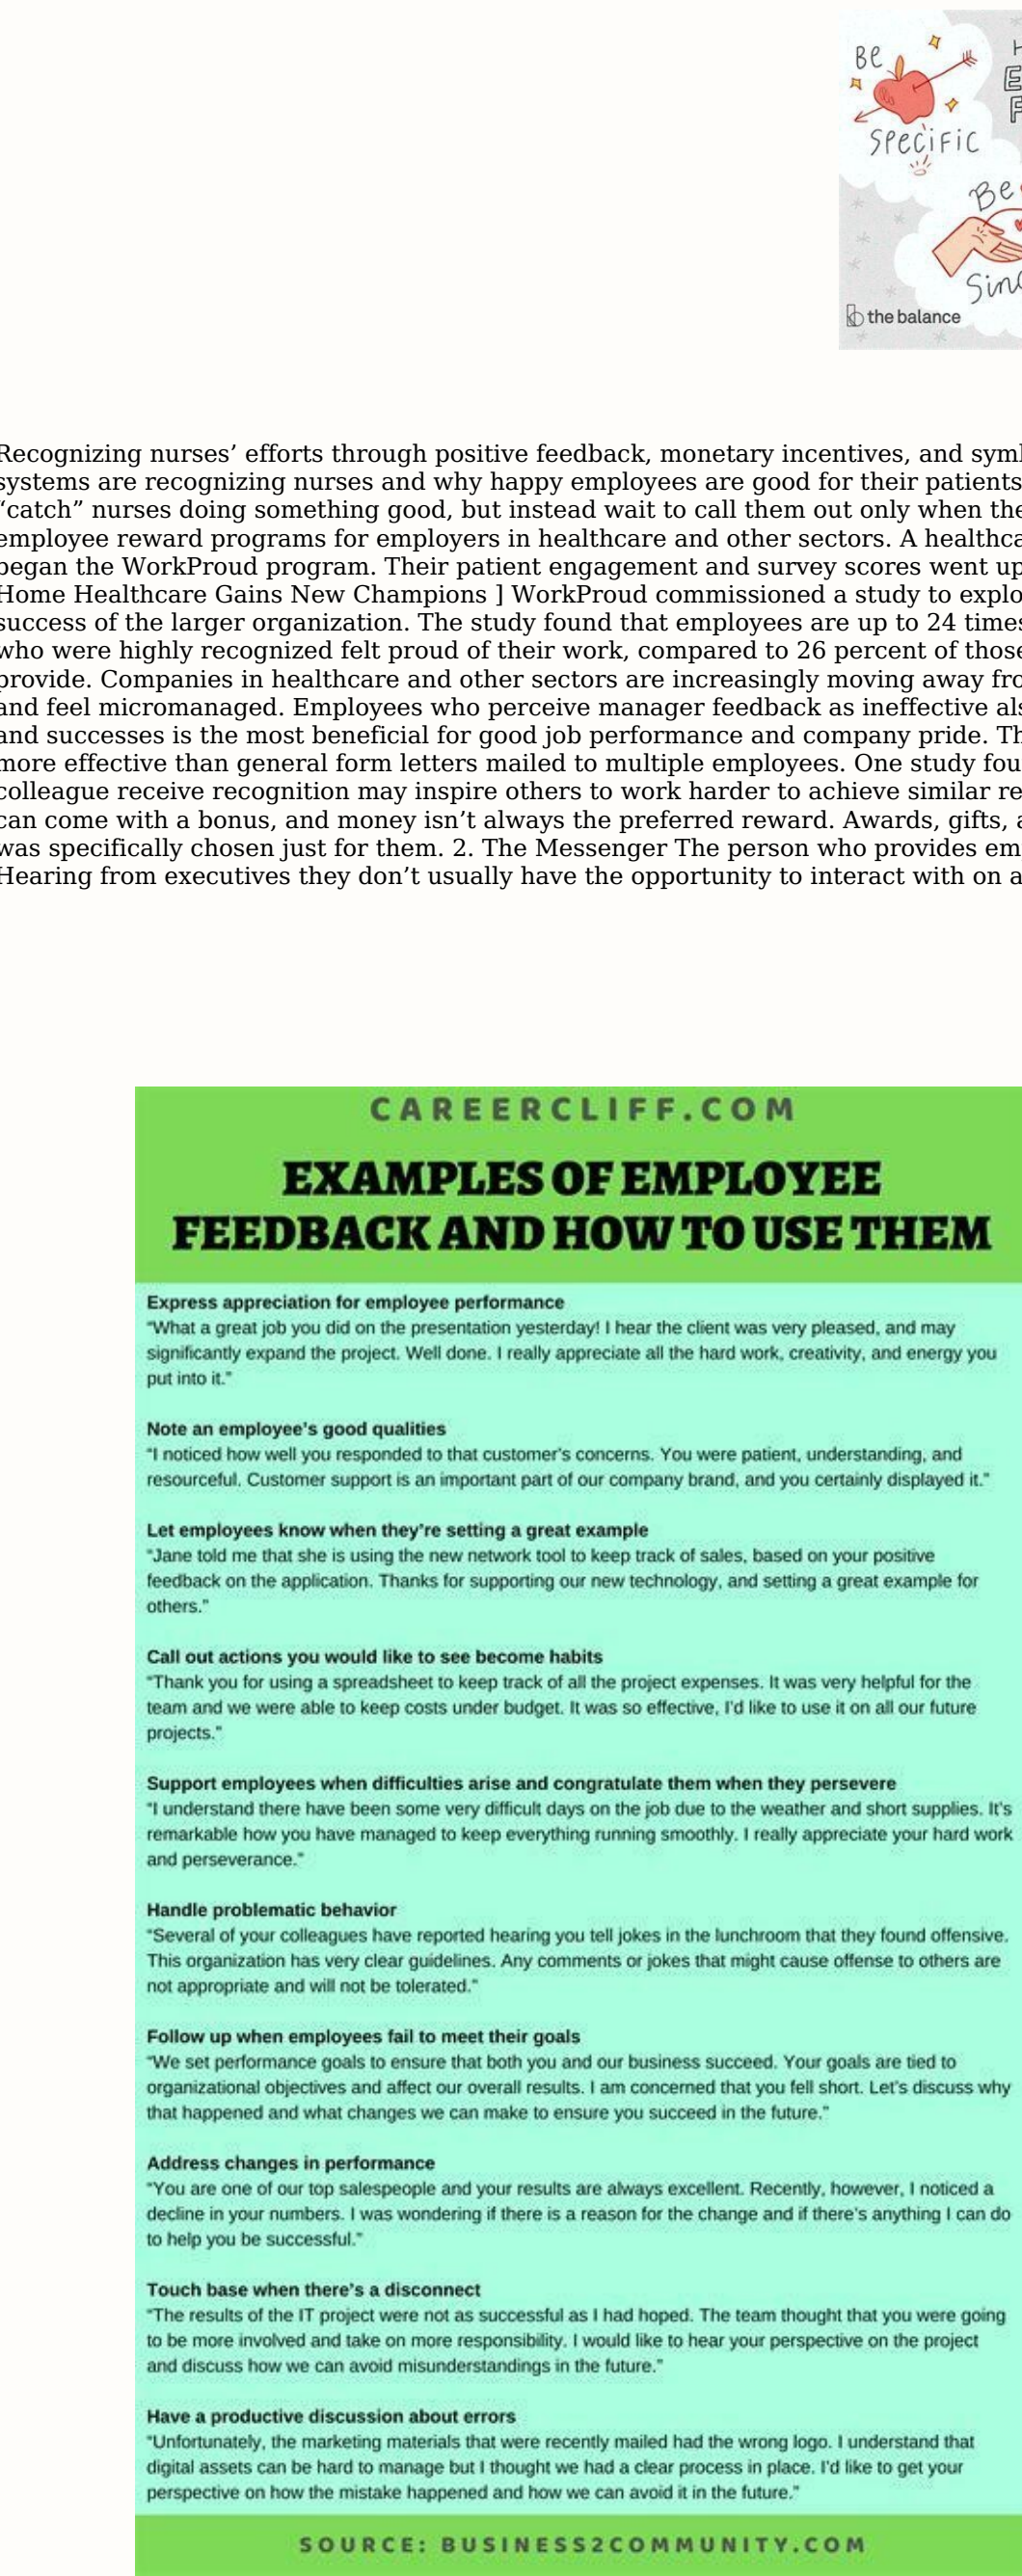 Be
SPECiFiC
Be
the balance
Recognizing nurses’ efforts through positive feedback, monetary incentives, and
systems are recognizing nurses and why happy employees are good for their patients
“catch” nurses doing something good, but instead wait to call them out only when
employee reward programs for employers in healthcare and other sectors. A
began the WorkProud program. Their patient engagement and survey scores went up
Home Healthcare Gains New Champions ] WorkProud commissioned a study to
success of the larger organization. The study found that employees are up to 24 times
who were highly recognized felt proud of their work, compared to 26 percent of those
provide. Companies in healthcare and other sectors are increasingly moving away
and feel micromanaged. Employees who perceive manager feedback as ineffective
and successes is the most beneficial for good job performance and company pride.
more effective than general form letters mailed to multiple employees. One study
colleague receive recognition may inspire others to work harder to achieve similar
can come with a bonus, and money isn’t always the preferred reward. Awards, gifts,
was specifically chosen just for them. 2. The Messenger The person who provides
Hearing from executives they don’t usually have the opportunity to interact with on a
CAREERCLIFF.COM
EXAMPLES OF EMPLOYEE
FEEDBACK AND HOW TO USE THEM
Express appreciation for employee performance
"What a great job you did on the presentation yesterday! I hear the client was very pleased, and may
significantly expand the project. Well done. I really appreciate all the hard work, creativity, and energy you
put into it."
Note an employee's good qualities
"I noticed how well you responded to that customer's concerns. You were patient, understanding, and
resourceful. Customer support is an important part of our company brand, and you certainly displayed it."
Let employees know when they're setting a great example
"Jane told me that she is using the new network tool to keep track of sales, based on your positive
feedback on the application. Thanks for supporting our new technology, and setting a great example for
others."
Call out actions you would like to see become habits
"Thank you for using a spreadsheet to keep track of all the project expenses. It was very helpful for the
team and we were able to keep costs under budget. It was so effective, I'd like to use it on all our future
projects."
Support employees when difficulties arise and congratulate them when they persevere
"I understand there have been some very difficult days on the job due to the weather and short supplies. It's
remarkable how you have managed to keep everything running smoothly. I really appreciate your hard work
and perseverance."
Handle problematic behavior
"Several of your colleagues have reported hearing you tell jokes in the lunchroom that they found offensive.
This organization has very clear guidelines. Any comments or jokes that might cause offense to others are
not appropriate and will not be tolerated."
Follow up when employees fail to meet their goals
"We set performance goals to ensure that both you and our business succeed. Your goals are tied to
organizational objectives and affect our overall results. I am concerned that you fell short. Let's discuss why
that happened and what changes we can make to ensure you succeed in the future."
Address changes in performance
"You are one of our top salespeople and your results are always excellent. Recently, however, I noticed a
decline in your numbers. I was wondering if there is a reason for the change and if there's anything I can do
to help you be successful."
Touch base when there's a disconnect
"The results of the IT project were not as successful as I had hoped. The team thought that you were going
to be more involved and take on more responsibility. I would like to hear your perspective on the project
and discuss how we can avoid misunderstandings in the future."
Have a productive discussion about errors
"Unfortunately, the marketing materials that were recently mailed had the wrong logo. I understand that
digital assets can be hard to manage but I thought we had a clear process in place. I'd like to get your
perspective on how the mistake happened and how we can avoid it in the future."
SOURCE: BUSINESS2COMMUNITY.COM